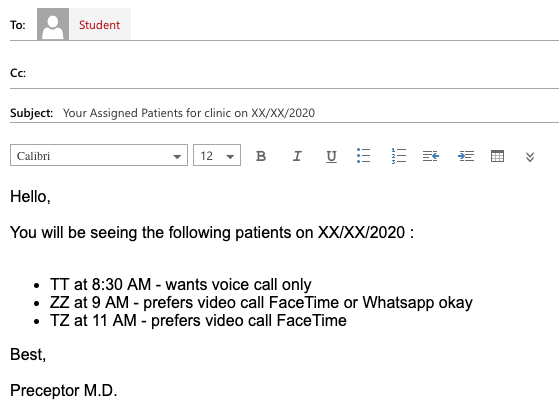 To: Student
Cc:
Subject: Your Assigned Patients for clinic on XX/XX/2020
Calibri 12 B I U
Hello,
You will be seeing the following patients on XX/XX/2020 :
• TT at 8:30 AM - wants voice call only
• ZZ at 9 AM - prefers video call FaceTime or Whatsapp okay
• TZ at 11 AM - prefers video call FaceTime
Best,
Preceptor M.D.